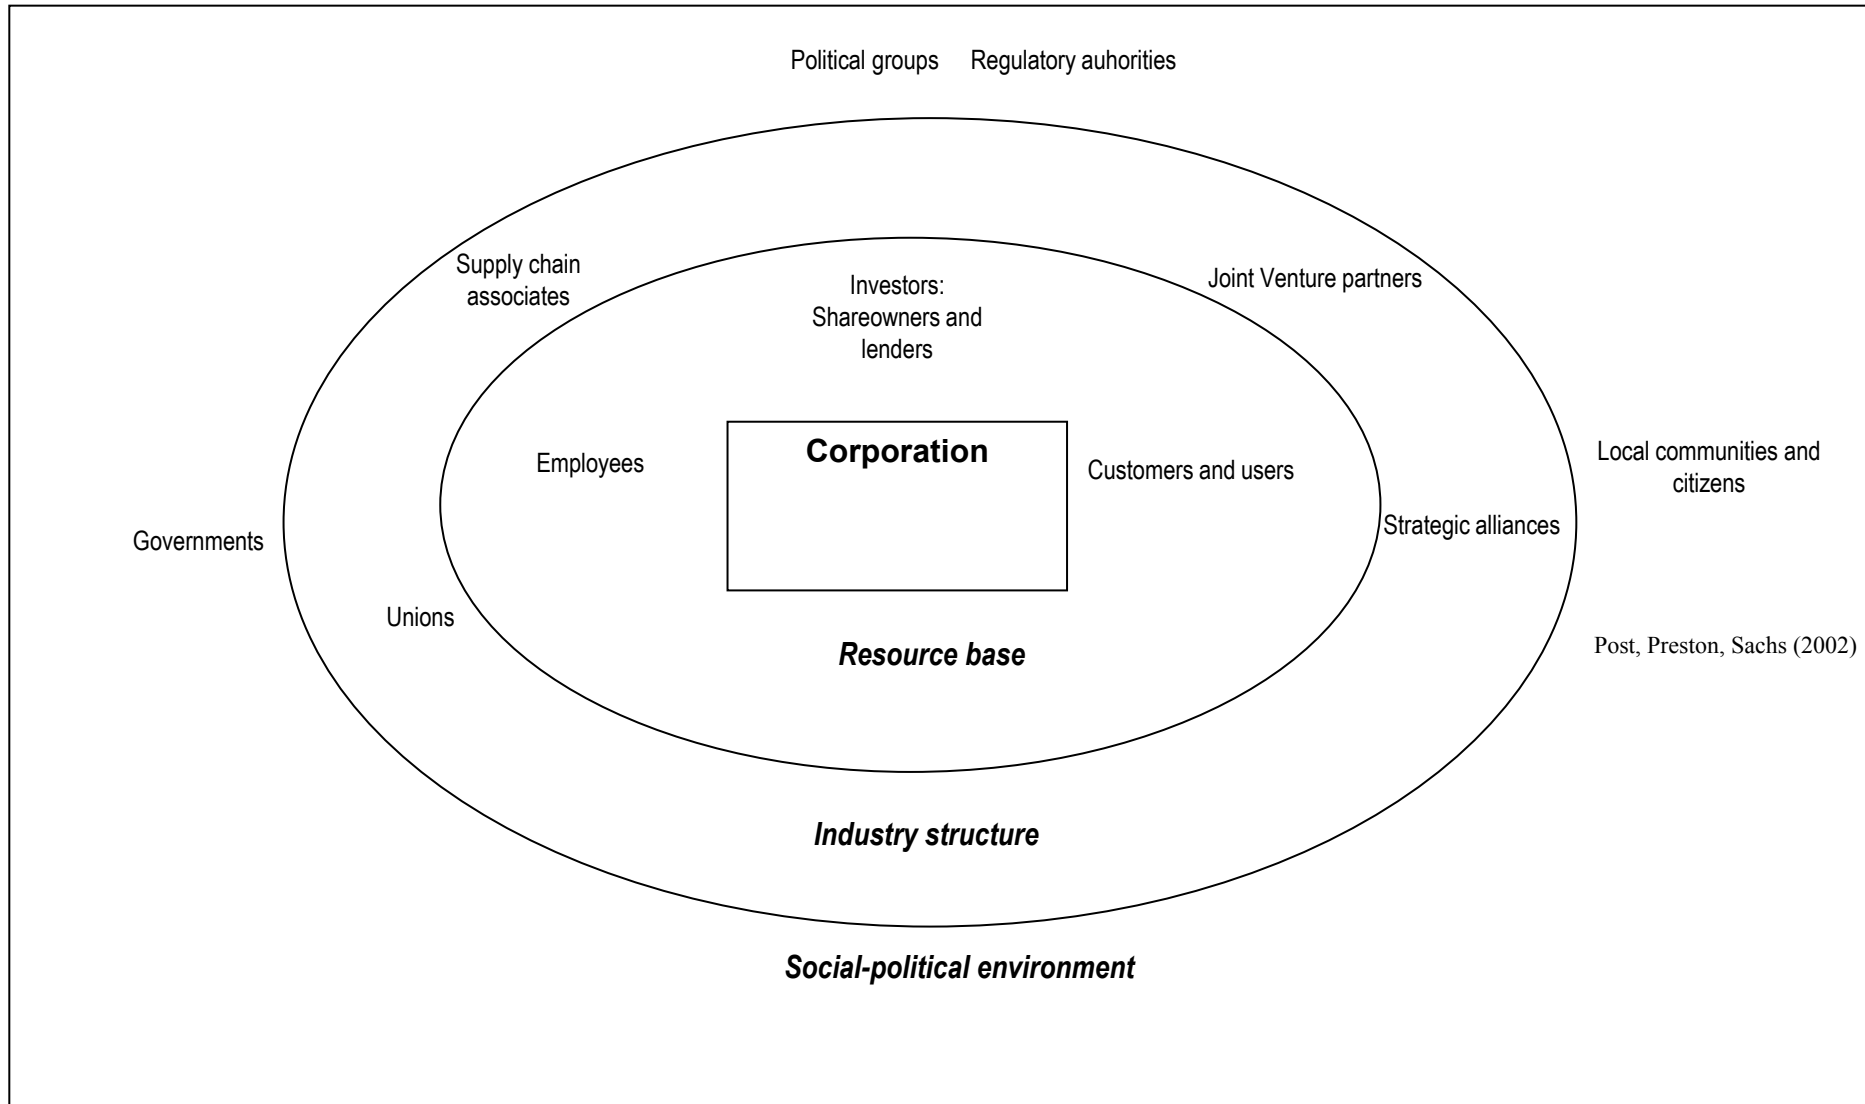 Political groups Regulatory auhorities
Supply chain
associates
Investors:
Shareowners and
lenders
Joint Venture partners
Employees
Corporation
Customers and users
Local communities and
citizens
Governments
Strategic alliances
Unions
Resource base
Post, Preston, Sachs (2002)
Industry structure
Social-political environment